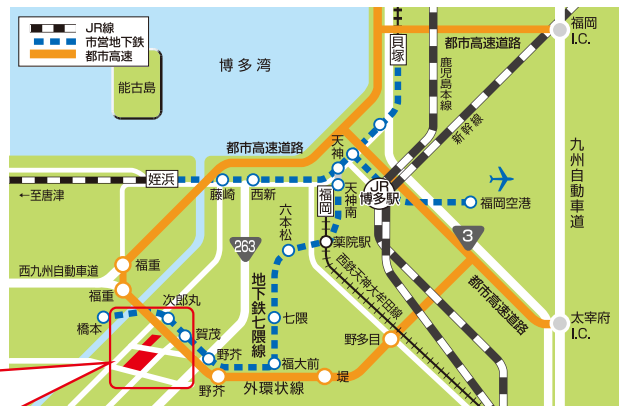 JR線
市営地下鉄
都市高速
博多湾
能古島
貝塚
都市高速道路
福岡
I.C.
鹿児島本線
新幹線
九州自動車道
都市高速道路
天神
姪浜
←至唐津
藤崎
西新
福岡
天神南
JR
博多駅
福岡空港
六本松
263
薬院駅
3
西九州自動車道
福重
福重
地下鉄七隈線
西鉄天神大牟田線
都市高速道路
橋本
次郎丸
賀茂
七隈
野多目
太宰府
I.C.
野芥
福大前
野芥
外環状線
堤